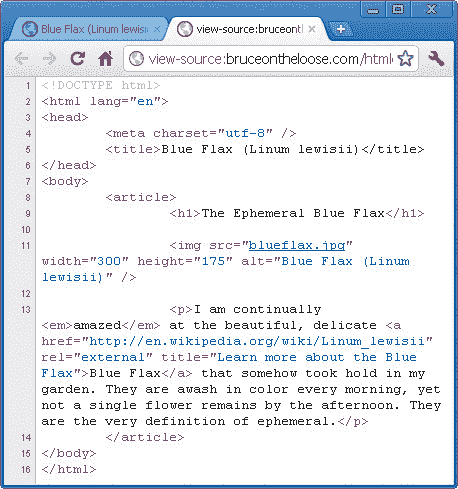 Blue Flax (Linum lewisi
view-source:bruceonthe
view-source:bruceontheloose.com/htm
1 <!DOCTYPE html>
2 <html lang="en">
3 <head>
4 <meta charset="utf-8" />
5 <title>Blue Flax (Linum lewisii)</title>
6 </head>
7 <body>
8 <article>
9 <h1>The Ephemeral Blue Flax</h1>
10
11 <img src="blueflax.jpg"
width="300" height="175" alt="Blue Flax (Linum
lewisii)" />
12
13 <p>I am continually
<em>amazed</em> at the beautiful, delicate <a
href="http://en.wikipedia.org/wiki/Linum_lewisii"
rel="external" title="Learn more about the Blue
Flax">Blue Flax</a> that somehow took hold in my
garden. They are awash in color every morning, yet
not a single flower remains by the afternoon. They
are the very definition of ephemeral.</p>
14 </article>
15 </body>
16 </html>